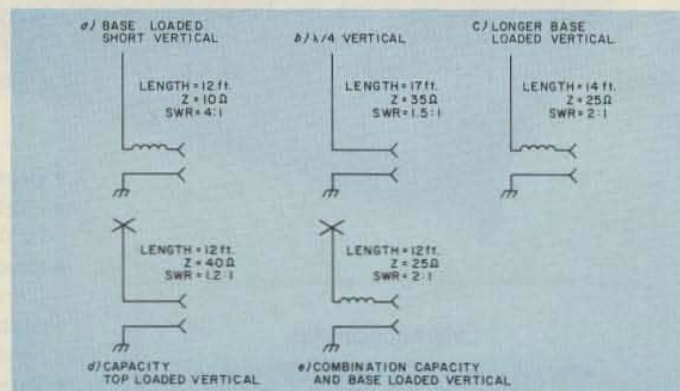 a) BASE LOADED
SHORT VERTICAL
LENGTH = 12 ft.
Z = 10Ω
SWR = 4:1
b) λ/4 VERTICAL
LENGTH = 17 ft.
Z = 35Ω
SWR = 1.5:1
c) LONGER BASE
LOADED VERTICAL
LENGTH = 14 ft.
Z = 25Ω
SWR = 2:1
LENGTH = 12 ft.
Z = 40Ω
SWR = 1.2:1
d) CAPACITY
TOP LOADED VERTICAL
LENGTH = 12 ft.
Z = 25Ω
SWR = 2:1
e) COMBINATION CAPACITY
AND BASE LOADED VERTICAL